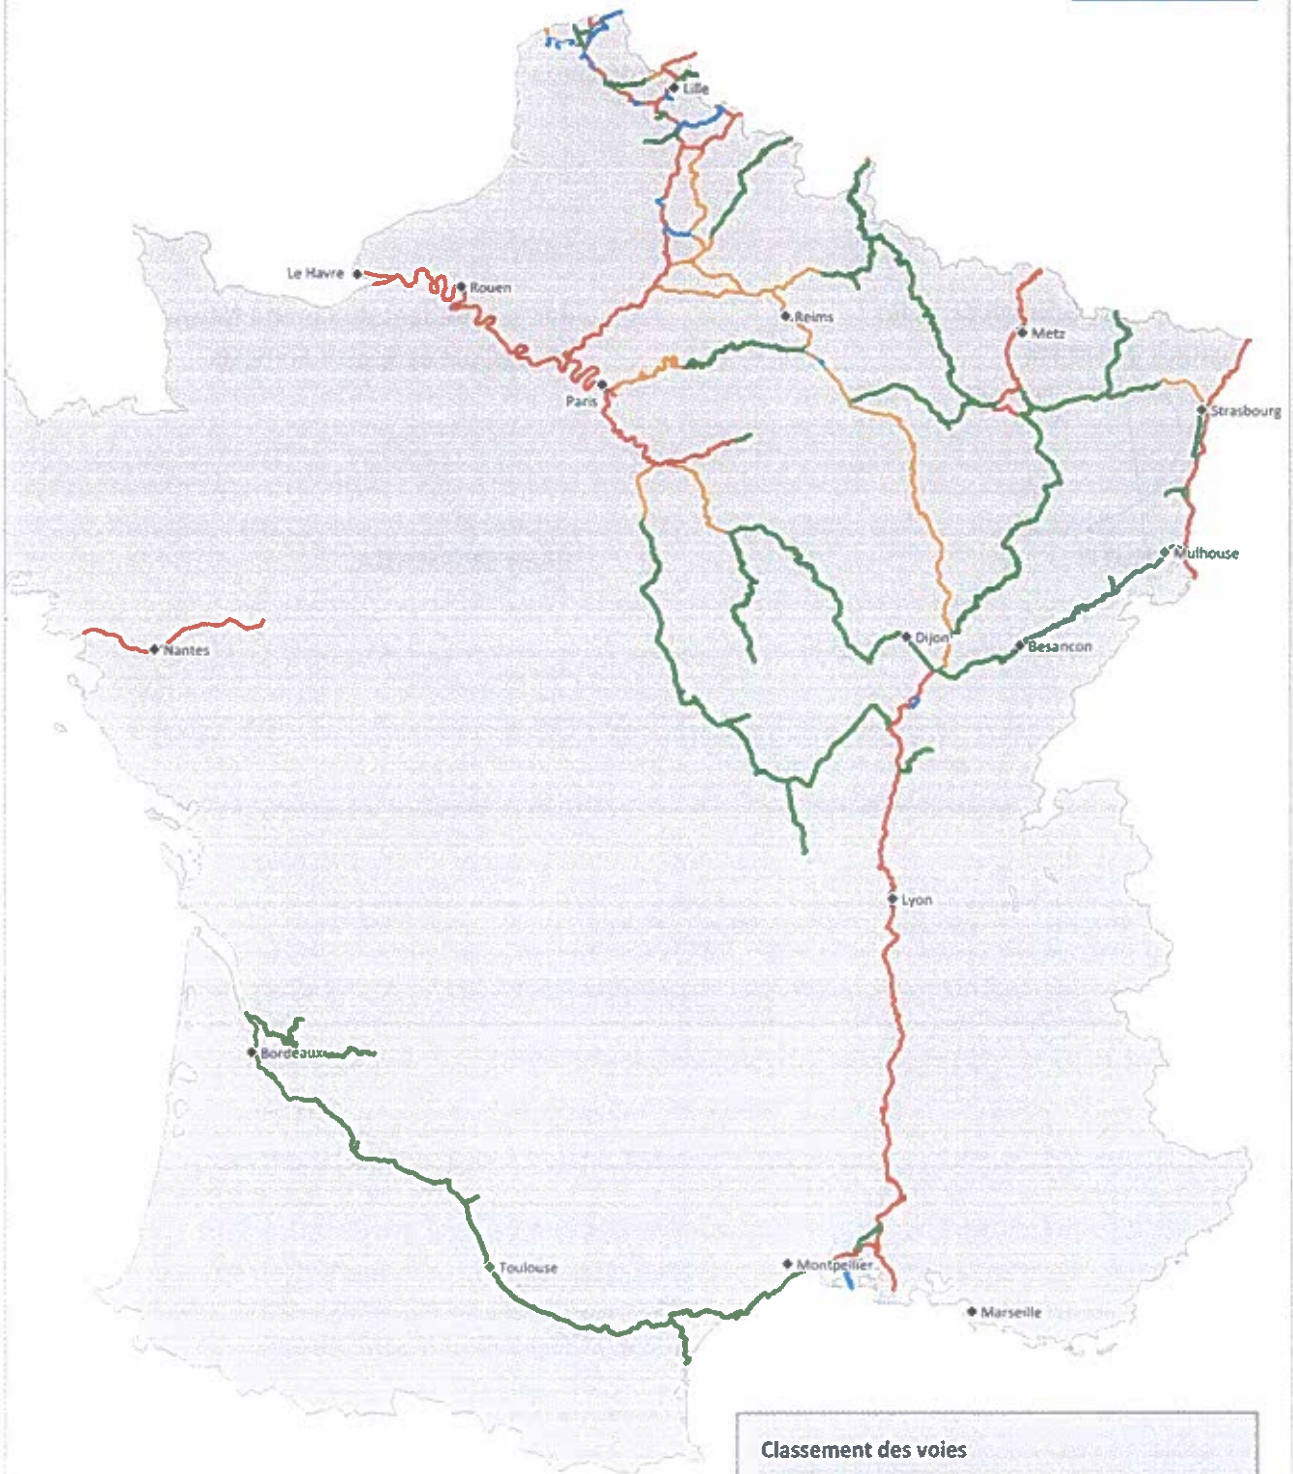 Lille
Le Havre
Rouen
Reims
Metz
Paris
Strasbourg
Mulhouse
Nantes
Dijon
Besancon
Lyon
Bordeaux
Toulouse
Montpellier
Marseille
Classement des voies